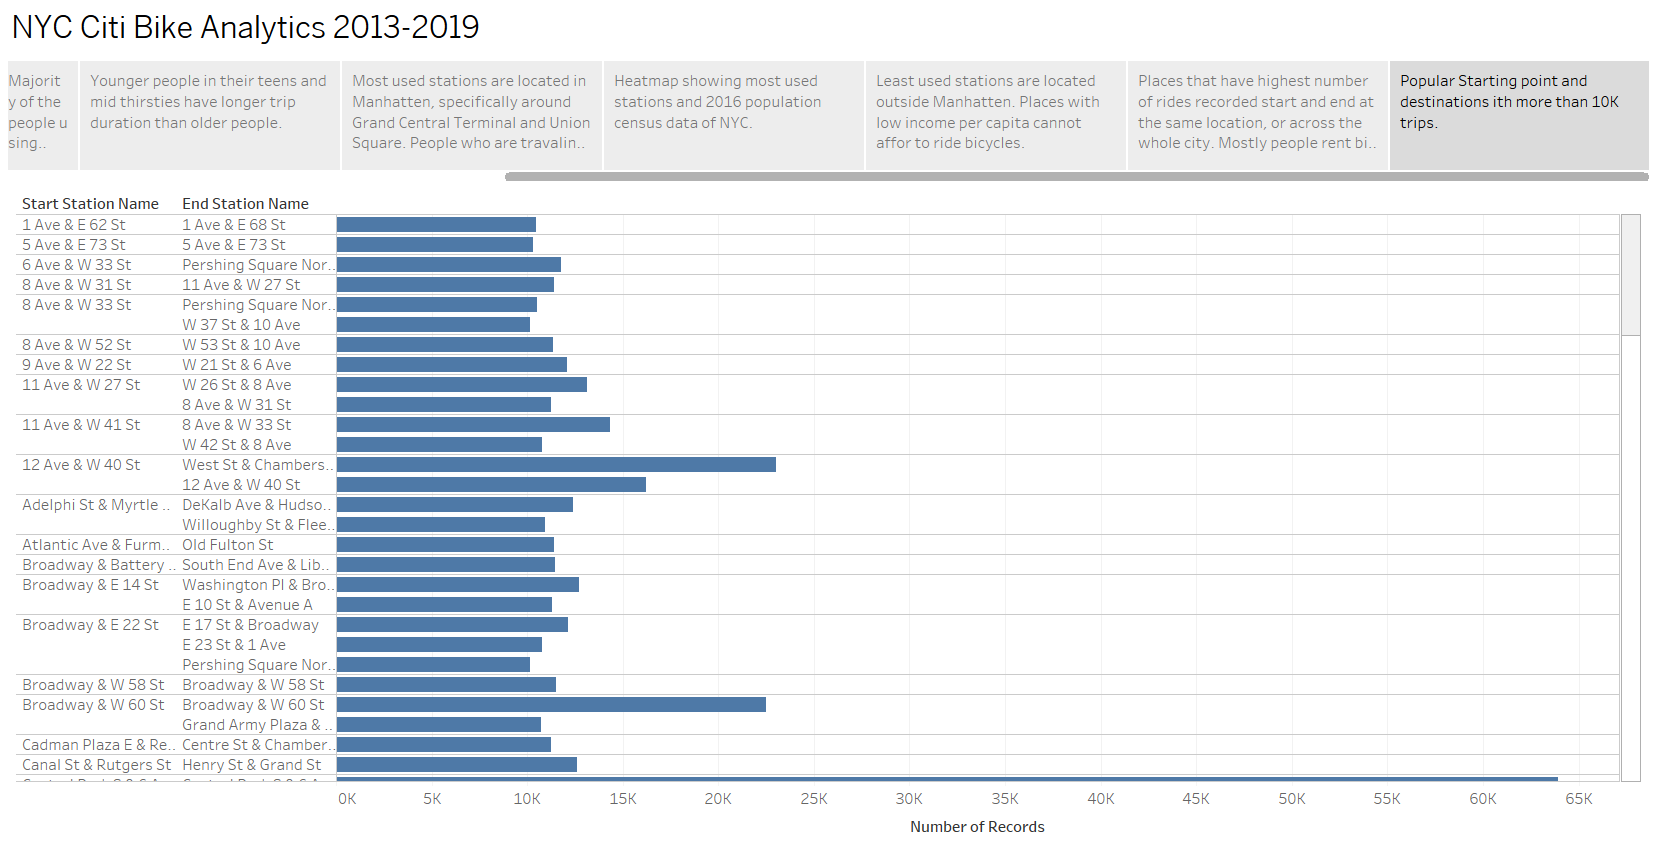 NYC Citi Bike Analytics 2013-2019
Majorit
y of the
people u
sing..
Younger people in their teens and
mid thirsties have longer trip
duration than older people.
Most used stations are located in
Manhatten, specifically around
Grand Central Terminal and Union
Square. People who are travalin..
Heatmap showing most used
stations and 2016 population
census data of NYC.
Least used stations are located
outside Manhatten. Places with
low income per capita cannot
affor to ride bicycles.
Places that have highest number
of rides recorded start and end at
the same location, or across the
whole city. Mostly people rent bi..
Popular Starting point and
destinations ith more than 10K
trips.
Start Station Name End Station Name
1 Ave & E 62 St 1 Ave & E 68 St
5 Ave & E 73 St 5 Ave & E 73 St
6 Ave & W 33 St Pershing Square Nor..
8 Ave & W 31 St 11 Ave & W 27 St
8 Ave & W 33 St Pershing Square Nor..
W 37 St & 10 Ave
8 Ave & W 52 St W 53 St & 10 Ave
9 Ave & W 22 St W 21 St & 6 Ave
11 Ave & W 27 St W 26 St & 8 Ave
8 Ave & W 31 St
11 Ave & W 41 St 8 Ave & W 33 St
W 42 St & 8 Ave
12 Ave & W 40 St West St & Chambers..
12 Ave & W 40 St
Adelphi St & Myrtle .. DeKalb Ave & Hudso..
Willoughby St & Flee..
Atlantic Ave & Furm.. Old Fulton St
Broadway & Battery .. South End Ave & Lib..
Broadway & E 14 St Washington Pl & Bro..
E 10 St & Avenue A
Broadway & E 22 St E 17 St & Broadway
E 23 St & 1 Ave
Pershing Square Nor..
Broadway & W 58 St Broadway & W 58 St
Broadway & W 60 St Broadway & W 60 St
Grand Army Plaza & ..
Cadman Plaza E & Re.. Centre St & Chamber..
Canal St & Rutgers St Henry St & Grand St
0K 5K 10K 15K 20K 25K 30K 35K 40K 45K 50K 55K 60K 65K
Number of Records